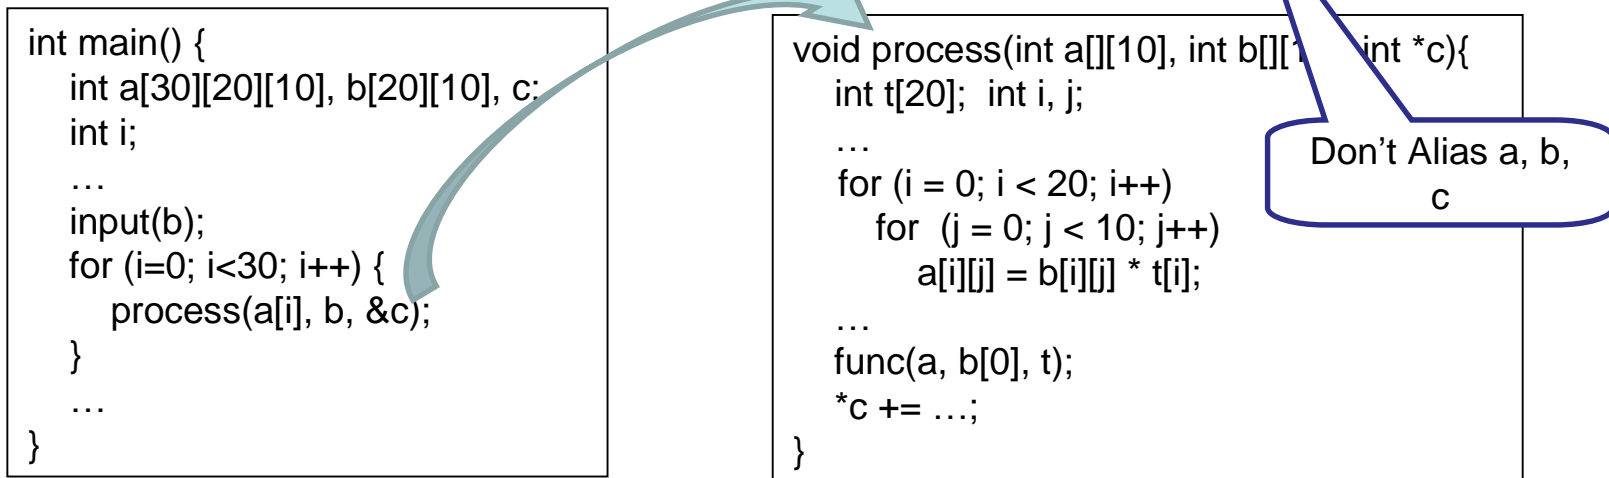 int main() {
int a[30][20][10], b[20][10], c;
int i;
…
input(b);
for (i=0; i<30; i++) {
process(a[i], b, &c);
}
…
}
void process(int a[][10], int b[][1 int *c){
int t[20]; int i, j;
…
for (i = 0; i < 20; i++)
for (j = 0; j < 10; j++)
a[i][j] = b[i][j] * t[i];
…
func(a, b[0], t);
*c += …;
}
Don’t Alias a, b,
c